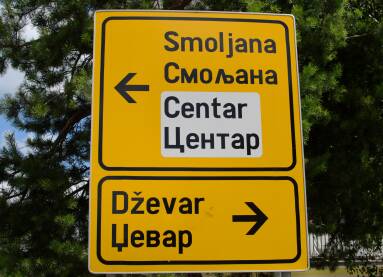 Smoljana
Смољана
Centar
Центар
Dževar
Џевар